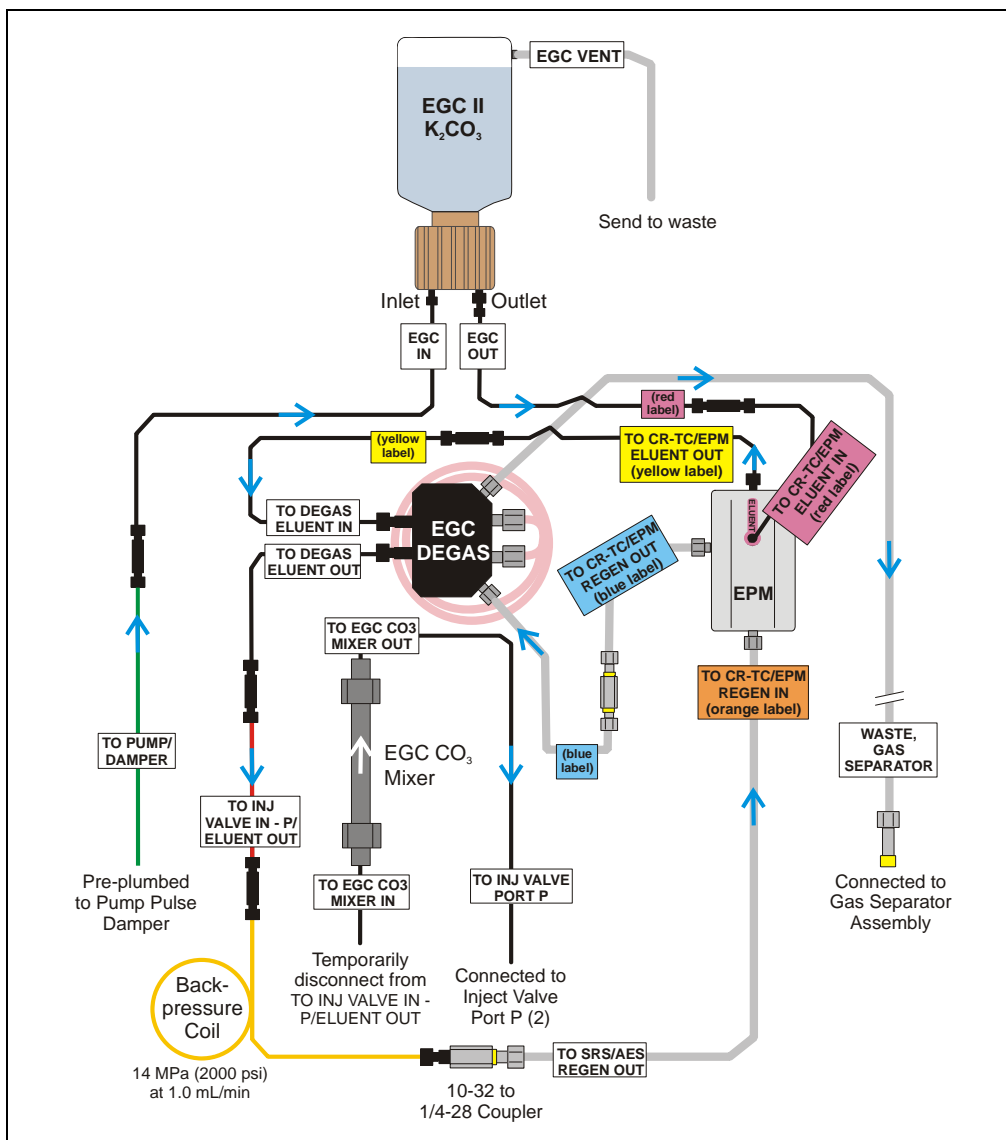 EGC VENT
EGC II
K₂CO₃
Send to waste
Inlet
Outlet
EGC
IN
EGC
OUT
(red
label)
(yellow
label)
TO CR-TC/EPM
ELUENT OUT
(yellow label)
TO CR-TC/EPM
ELUENT IN
(red label)
TO DEGAS
ELUENT IN
TO DEGAS
ELUENT OUT
EGC
DEGAS
TO CR-TC/EPM
REGEN OUT
(blue label)
ELUENT
EPM
TO EGC CO3
MIXER OUT
TO CR-TC/EPM
REGEN IN
(orange label)
TO PUMP/
DAMPER
EGC CO₃
Mixer
(blue
label)
WASTE,
GAS
SEPARATOR
TO INJ
VALVE IN - P/
ELUENT OUT
Pre-plumbed
to Pump Pulse
Damper
TO EGC CO3
MIXER IN
TO INJ VALVE
PORT P
Connected to
Gas Separator
Assembly
Temporarily
disconnect from
TO INJ VALVE IN -
P/ELUENT OUT
Connected to
Inject Valve
Port P (2)
Back-
pressure
Coil
14 MPa (2000 psi)
at 1.0 mL/min
TO SRS/AES
REGEN OUT
10-32 to
1/4-28 Coupler